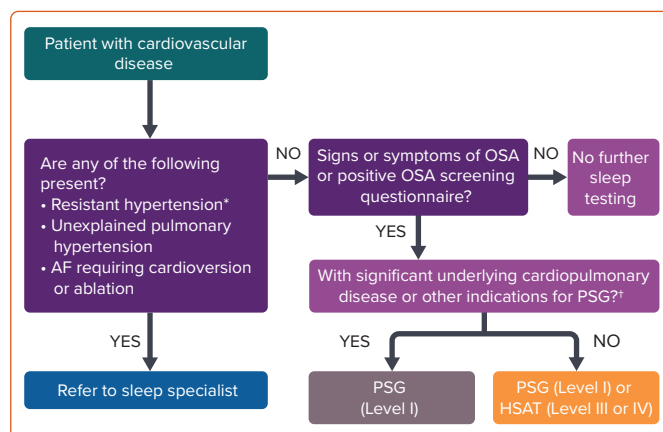 Patient with cardiovascular
disease
Are any of the following
present?
• Resistant hypertension*
• Unexplained pulmonary
hypertension
• AF requiring cardioversion
or ablation
NO
Signs or symptoms of OSA
or positive OSA screening
questionnaire?
NO
No further
sleep
testing
YES
With significant underlying cardiopulmonary
disease or other indications for PSG?†
YES
Refer to sleep specialist
YES
NO
PSG
(Level I)
PSG (Level I) or
HSAT (Level III or IV)